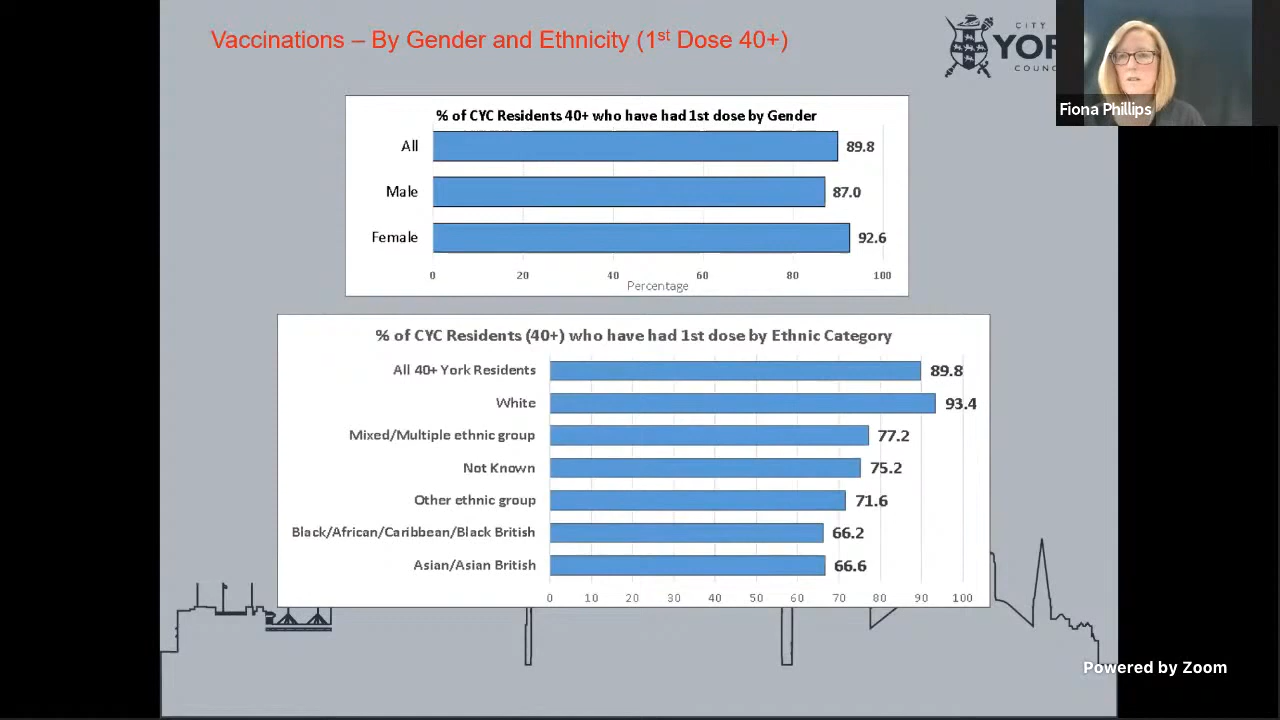 Vaccinations – By Gender and Ethnicity (1st Dose 40+)
CITY
YOR
COUNC
Fiona Phillips
% of CYC Residents 40+ who have had 1st dose by Gender
All 89.8
Male 87.0
Female 92.6
0 20 40 60 80 100
Percentage
% of CYC Residents (40+) who have had 1st dose by Ethnic Category
All 40+ York Residents 89.8
White 93.4
Mixed/Multiple ethnic group 77.2
Not Known 75.2
Other ethnic group 71.6
Black/African/Caribbean/Black British 66.2
Asian/Asian British 66.6
0 10 20 30 40 50 60 70 80 90 100
Powered by Zoom